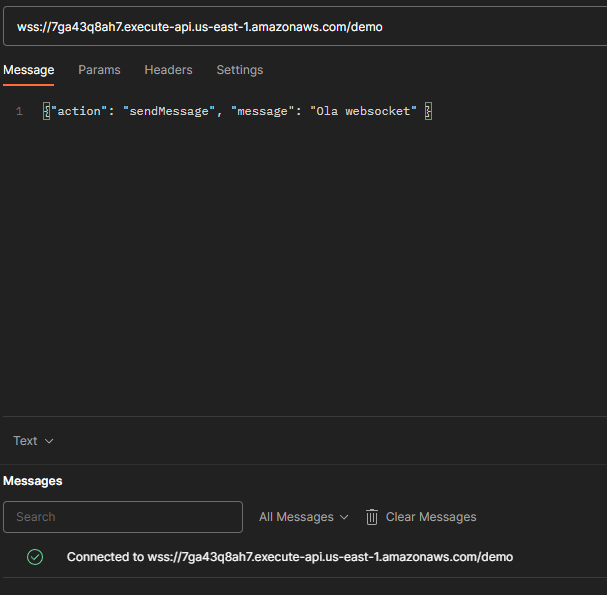 wss://7ga43q8ah7.execute-api.us-east-1.amazonaws.com/demo
Message Params Headers Settings
1 {"action": "sendMessage", "message": "Ola websocket" }
Text
Messages
Search All Messages Clear Messages
Connected to wss://7ga43q8ah7.execute-api.us-east-1.amazonaws.com/demo